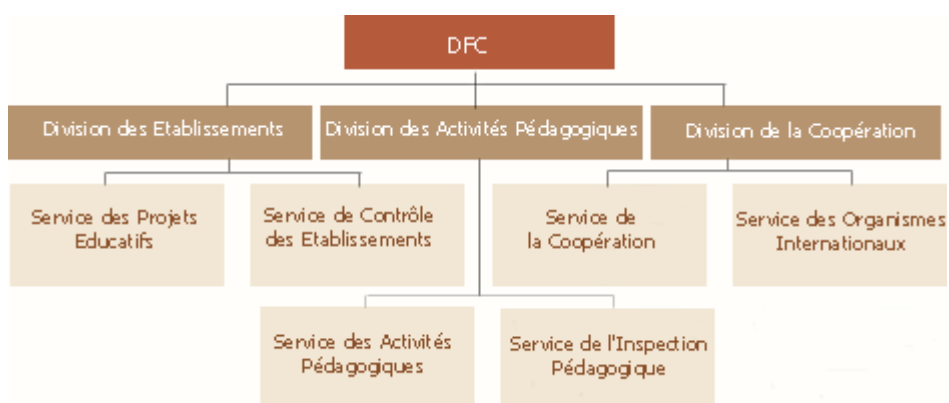 DFC
Division des Etablissements
Division des Activités Pédagogiques
Division de la Coopération
Service des Projets
Educatifs
Service de Contrôle
des Etablissements
Service de
la Coopération
Service des Organismes
Internationaux
Service des Activités
Pédagogiques
Service de l'Inspection
Pédagogique